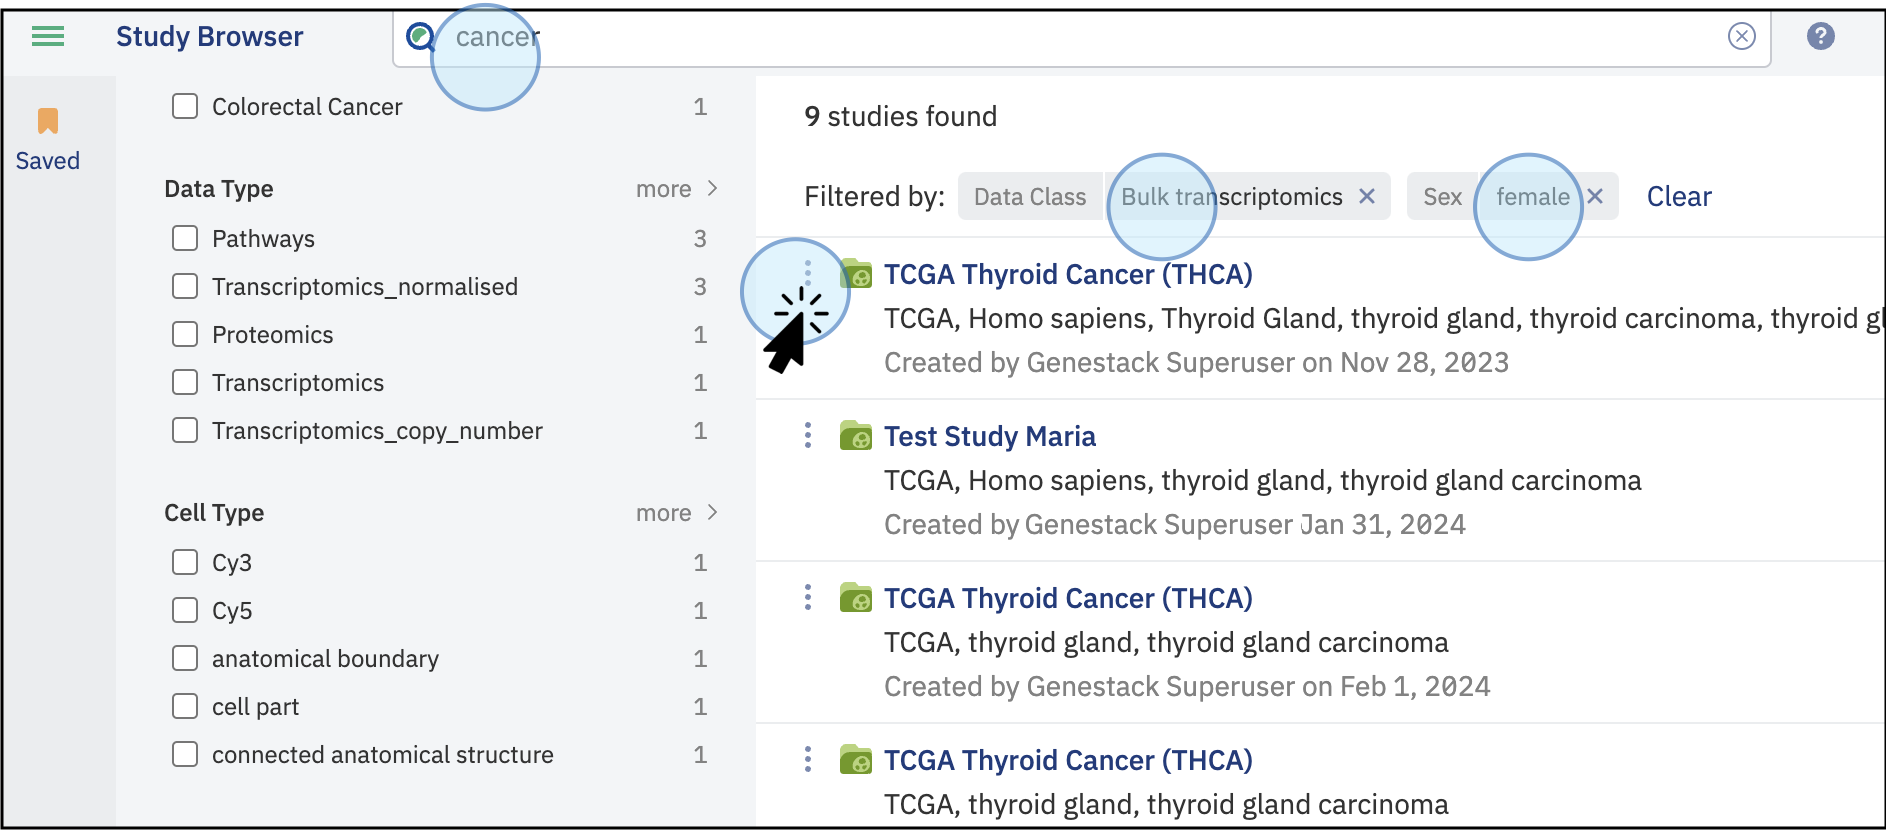 Study Browser
cancer
?
Saved
Colorectal Cancer 1
Data Type more >
Pathways 3
Transcriptomics_normalised 3
Proteomics 1
Transcriptomics 1
Transcriptomics_copy_number 1
Cell Type more >
Cy3 1
Cy5 1
anatomical boundary 1
cell part 1
connected anatomical structure 1
9 studies found
Filtered by: Data Class Bulk transcriptomics × Sex female × Clear
TCGA Thyroid Cancer (THCA)
TCGA, Homo sapiens, Thyroid Gland, thyroid gland, thyroid carcinoma, thyroid gl
Created by Genestack Superuser on Nov 28, 2023
Test Study Maria
TCGA, Homo sapiens, thyroid gland, thyroid gland carcinoma
Created by Genestack Superuser Jan 31, 2024
TCGA Thyroid Cancer (THCA)
TCGA, thyroid gland, thyroid gland carcinoma
Created by Genestack Superuser on Feb 1, 2024
TCGA Thyroid Cancer (THCA)
TCGA, thyroid gland, thyroid gland carcinoma